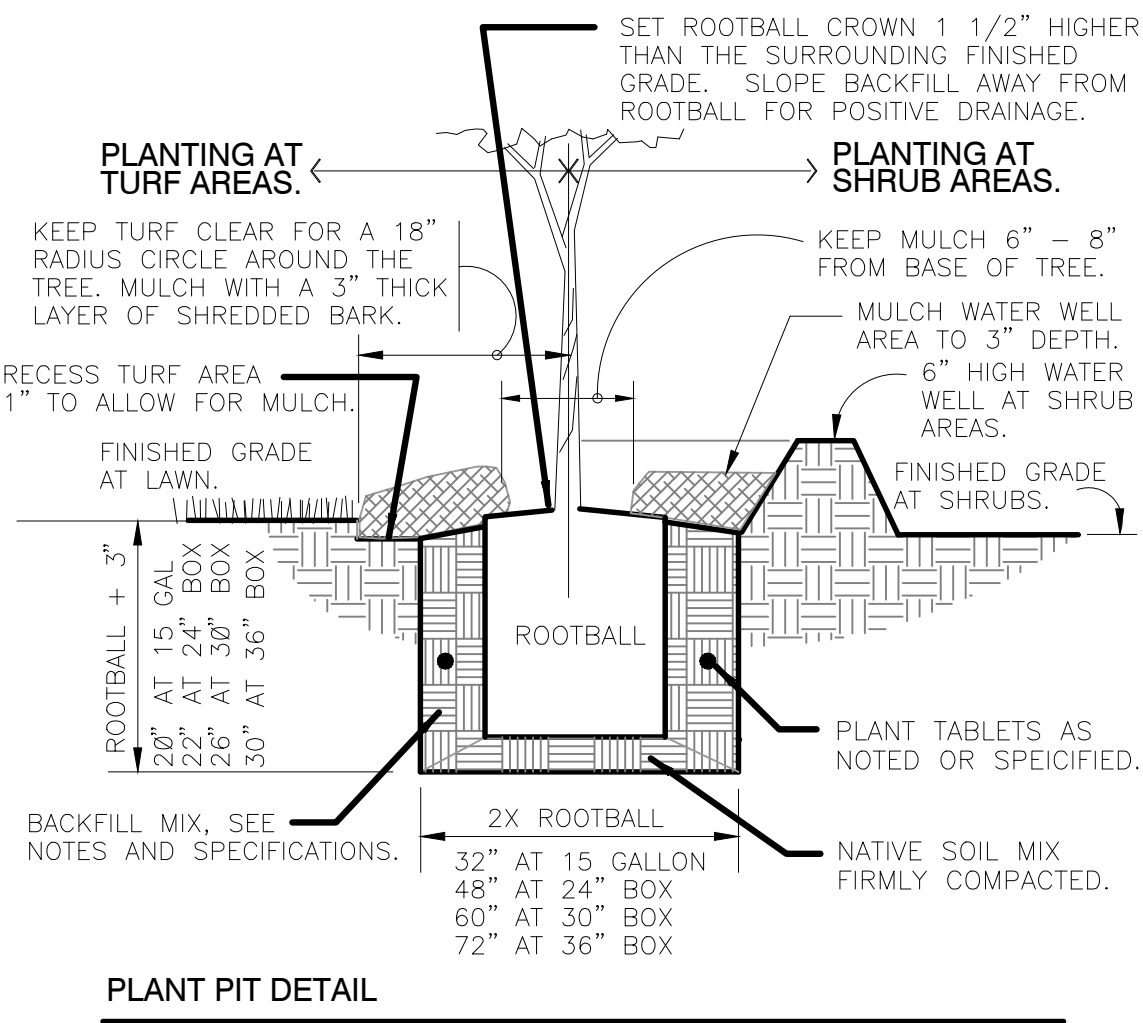 SET ROOTBALL CROWN 1 1/2" HIGHER
THAN THE SURROUNDING FINISHED
GRADE. SLOPE BACKFILL AWAY FROM
ROOTBALL FOR POSITIVE DRAINAGE.
PLANTING AT
TURF AREAS.
PLANTING AT
SHRUB AREAS.
KEEP TURF CLEAR FOR A 18"
RADIUS CIRCLE AROUND THE
TREE. MULCH WITH A 3" THICK
LAYER OF SHREDDED BARK.
KEEP MULCH 6" – 8"
FROM BASE OF TREE.
MULCH WATER WELL
AREA TO 3" DEPTH.
RECESS TURF AREA
1" TO ALLOW FOR MULCH.
6" HIGH WATER
WELL AT SHRUB
AREAS.
FINISHED GRADE
AT LAWN.
FINISHED GRADE
AT SHRUBS.
ROOTBALL + 3"
20" AT 15 GAL
22" AT 24" BOX
26" AT 30" BOX
30" AT 36" BOX
ROOTBALL
PLANT TABLETS AS
NOTED OR SPEICIFIED.
BACKFILL MIX, SEE
NOTES AND SPECIFICATIONS.
2X ROOTBALL
32" AT 15 GALLON
48" AT 24" BOX
60" AT 30" BOX
72" AT 36" BOX
NATIVE SOIL MIX
FIRMLY COMPACTED.
PLANT PIT DETAIL